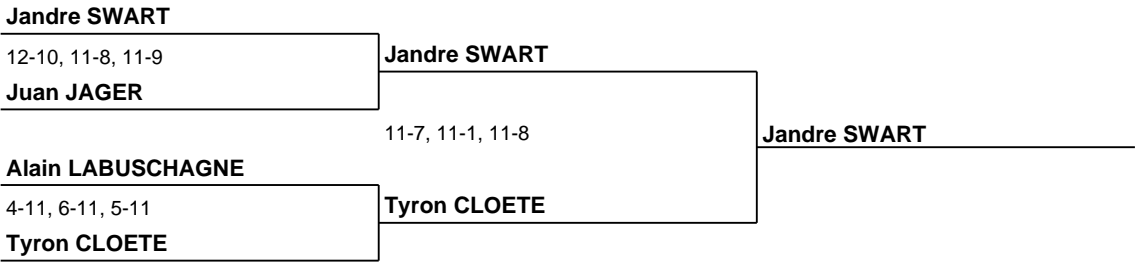 Jandre SWART
12-10, 11-8, 11-9
Juan JAGER
Alain LABUSCHAGNE
4-11, 6-11, 5-11
Tyron CLOETE
Jandre SWART
11-7, 11-1, 11-8
Tyron CLOETE
Jandre SWART